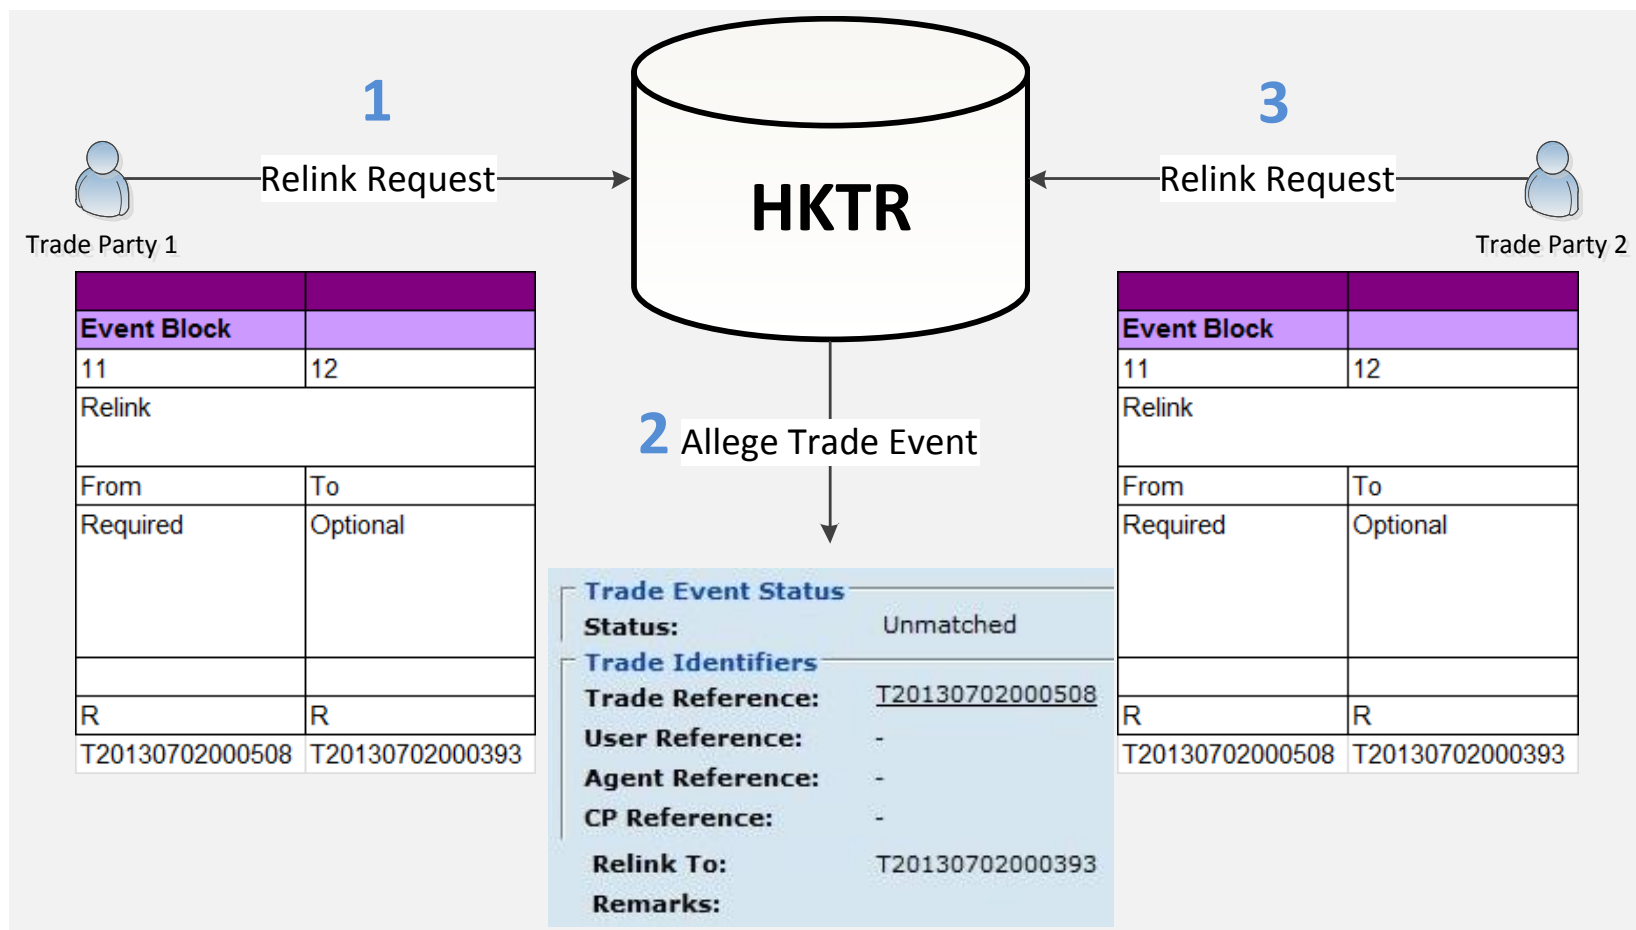 1
3
HKTR
Relink Request
Relink Request
Trade Party 1
Trade Party 2
Event Block
11 12
Relink
From To
Required Optional
R R
T20130702000508 T20130702000393
2 Allege Trade Event
Trade Event Status
Status: Unmatched
Trade Identifiers
Trade Reference: T20130702000508
User Reference: -
Agent Reference: -
CP Reference: -
Relink To: T20130702000393
Remarks:
Event Block
11 12
Relink
From To
Required Optional
R R
T20130702000508 T20130702000393